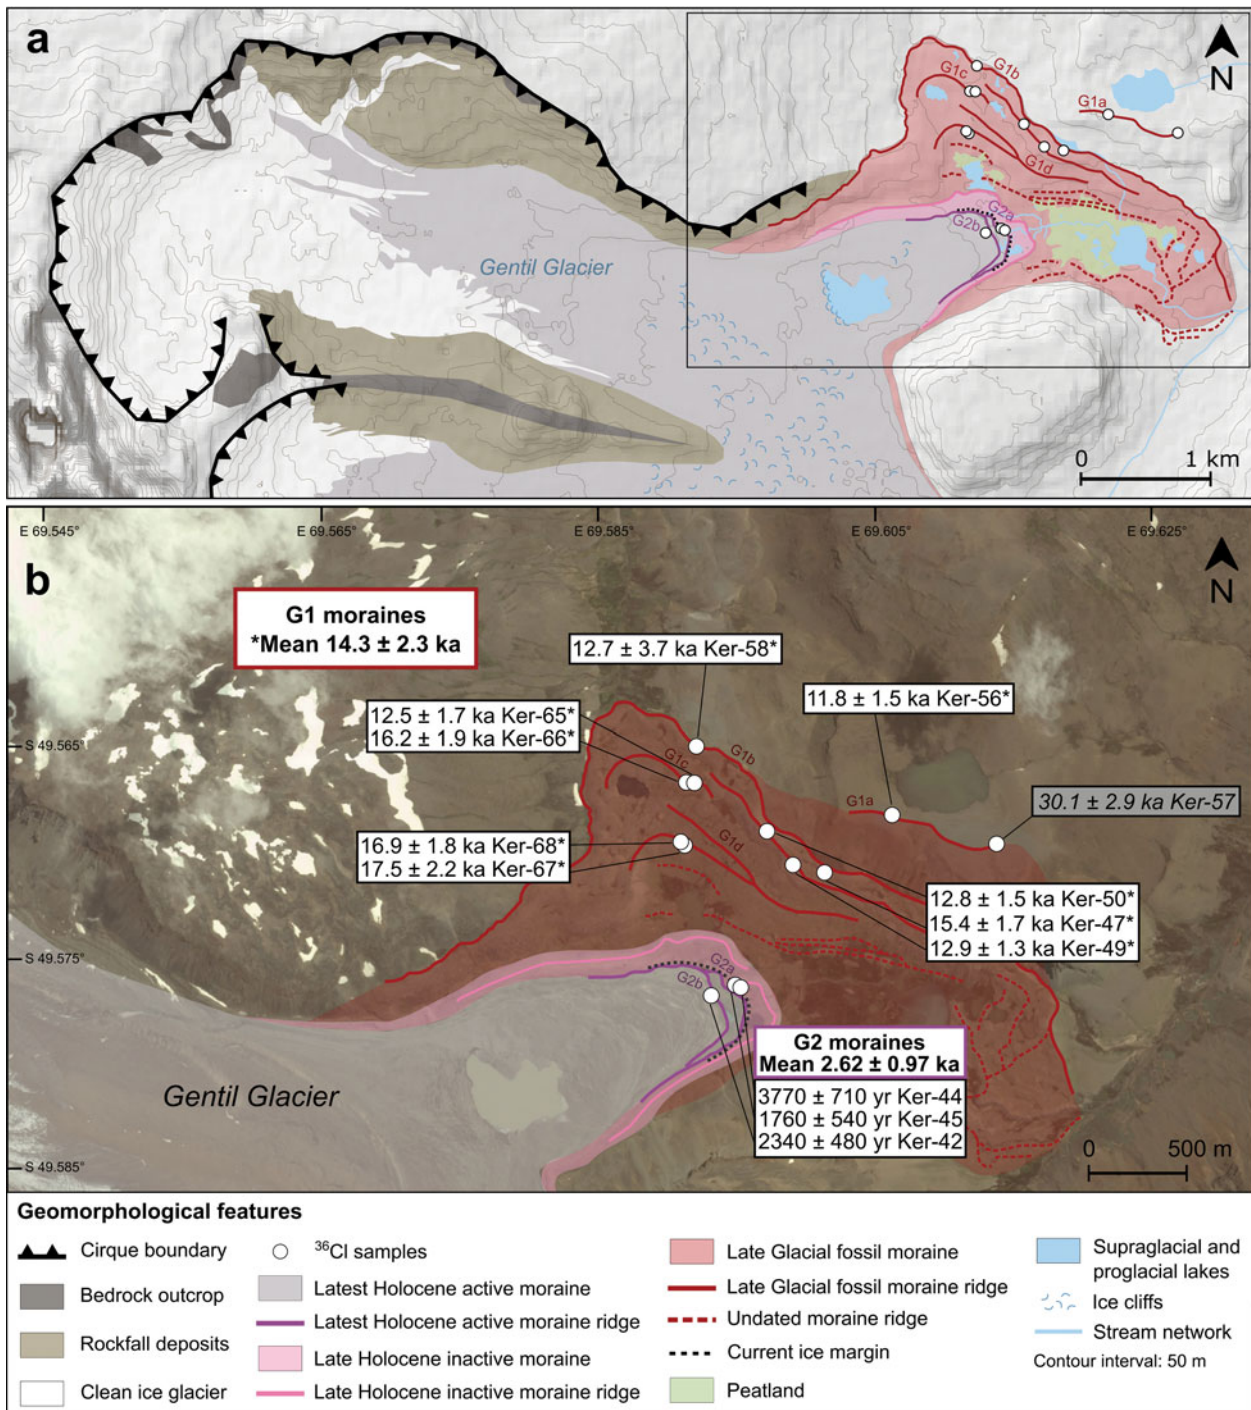 a
N
G1c
G1b
G1a
G1d
G2a
G2b
Gentil Glacier
0 1 km
E 69.545° E 69.565° E 69.585° E 69.605° E 69.625°
b
N
G1 moraines
*Mean 14.3 ± 2.3 ka
12.7 ± 3.7 ka Ker-58*
11.8 ± 1.5 ka Ker-56*
12.5 ± 1.7 ka Ker-65*
16.2 ± 1.9 ka Ker-66*
S 49.565°
G1c
G1b
G1a
30.1 ± 2.9 ka Ker-57
16.9 ± 1.8 ka Ker-68*
17.5 ± 2.2 ka Ker-67*
G1d
12.8 ± 1.5 ka Ker-50*
15.4 ± 1.7 ka Ker-47*
12.9 ± 1.3 ka Ker-49*
S 49.575°
G2a
G2b
G2 moraines
Mean 2.62 ± 0.97 ka
3770 ± 710 yr Ker-44
1760 ± 540 yr Ker-45
2340 ± 480 yr Ker-42
Gentil Glacier
0 500 m
S 49.585°
Geomorphological features
Cirque boundary
Bedrock outcrop
Rockfall deposits
Clean ice glacier
³⁶Cl samples
Latest Holocene active moraine
Latest Holocene active moraine ridge
Late Holocene inactive moraine
Late Holocene inactive moraine ridge
Late Glacial fossil moraine
Late Glacial fossil moraine ridge
Undated moraine ridge
Current ice margin
Peatland
Supraglacial and
proglacial lakes
Ice cliffs
Stream network
Contour interval: 50 m